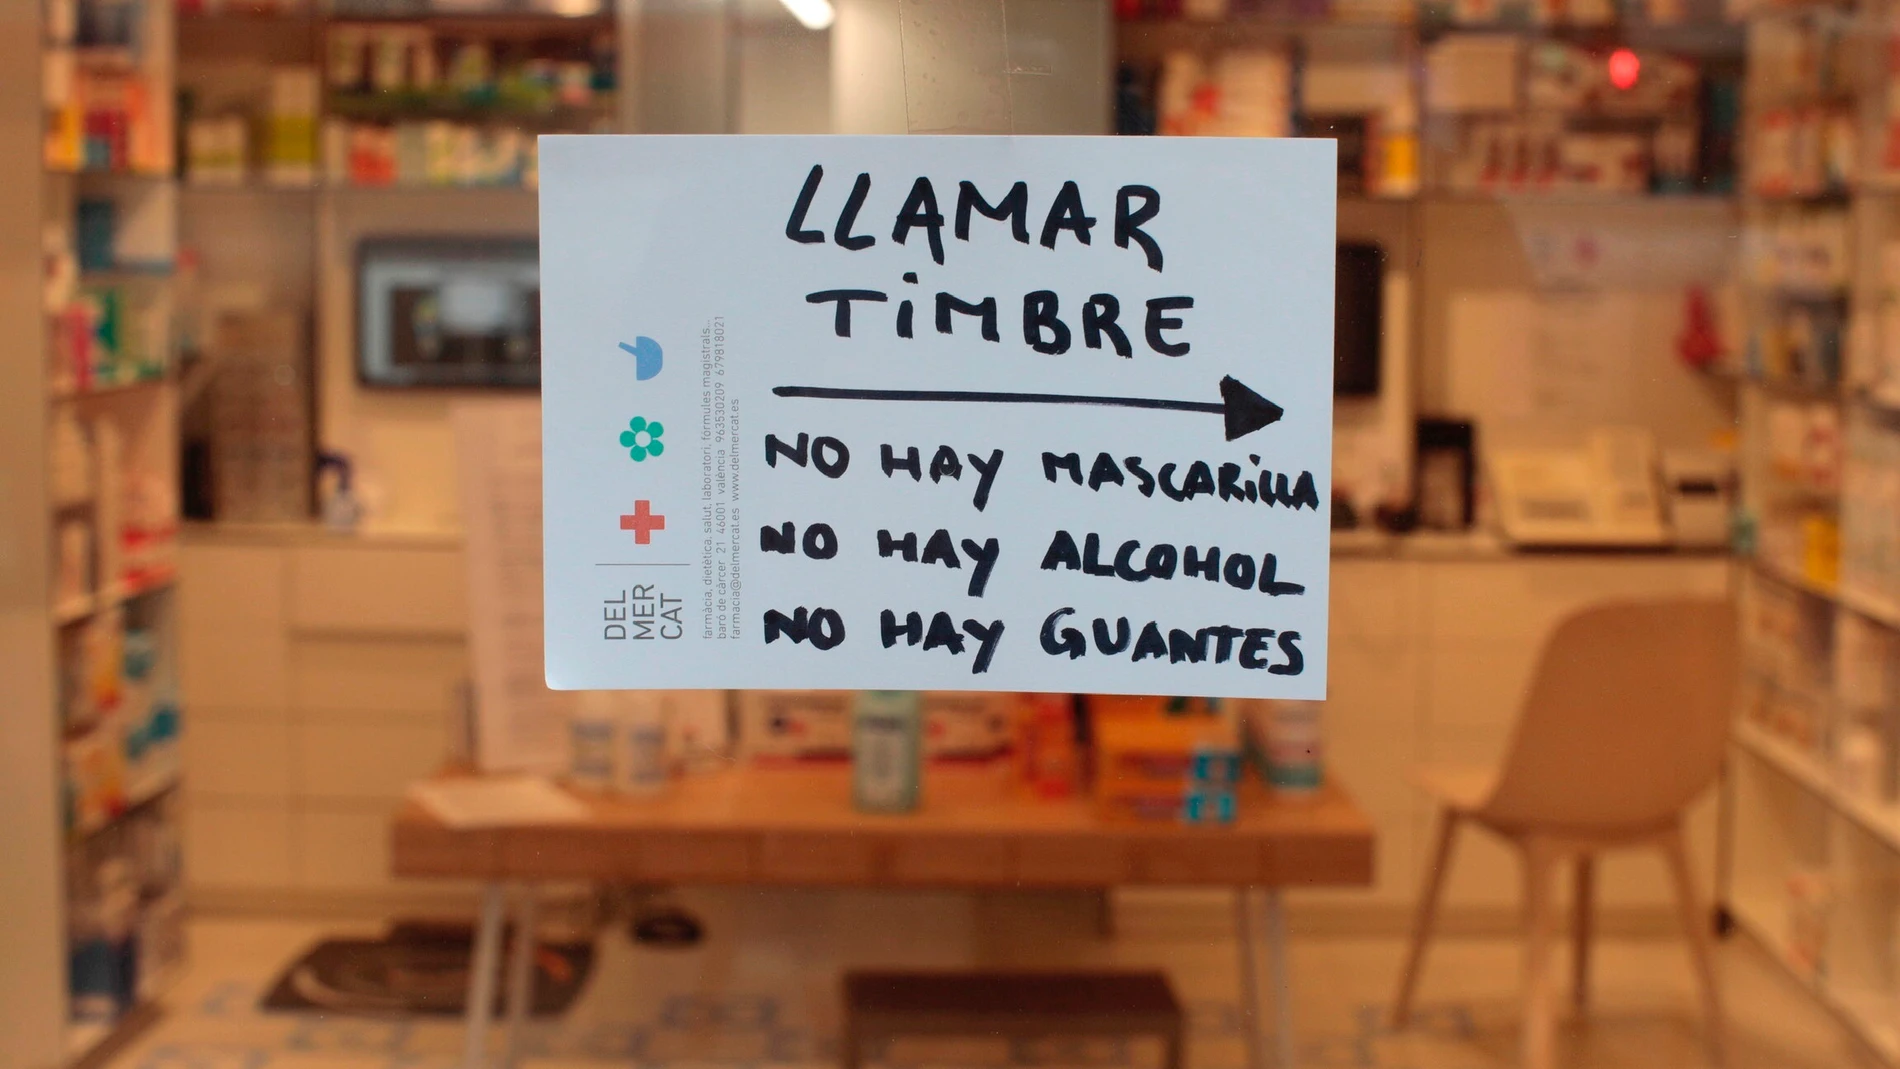 LLAMAR
TiMBRE
NO HAY MASCARiLLA
NO HAY ALCOHOL
NO HAY GUANTES
DEL
MER
CAT
farmàcia, dietètica, salut, laboratori, fórmules magistrals...
baró de càrcer 21 46001 valència 963530209 679818021
farmacia@delmercat.es www.delmercat.es